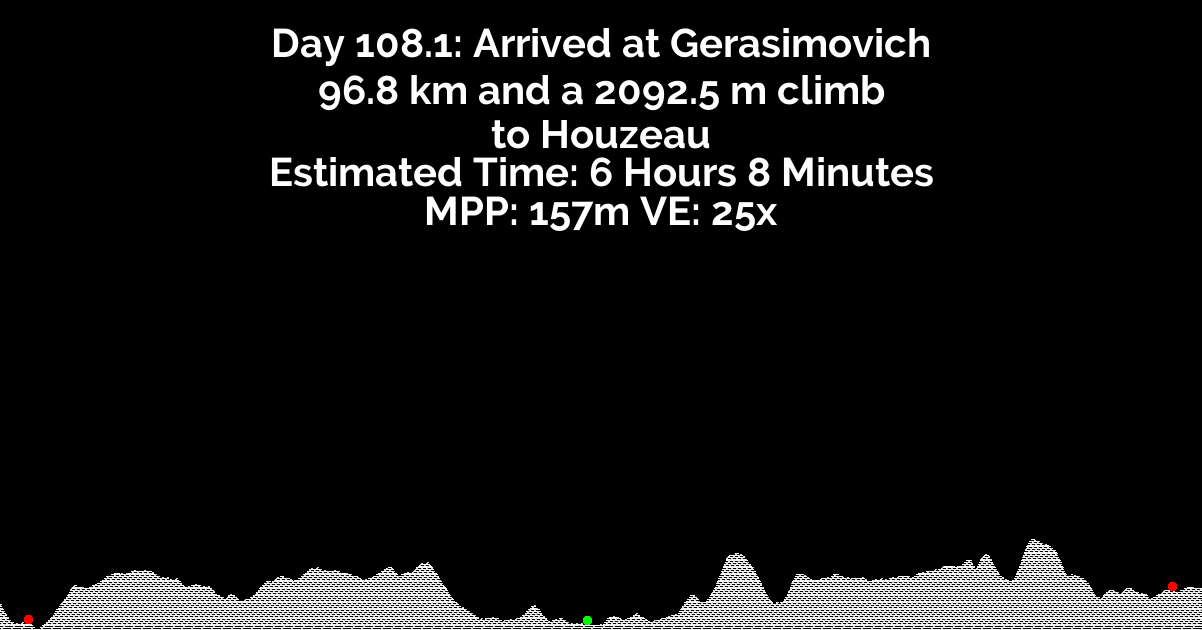 Day 108.1: Arrived at Gerasimovich
96.8 km and a 2092.5 m climb
to Houzeau
Estimated Time: 6 Hours 8 Minutes
MPP: 157m VE: 25x